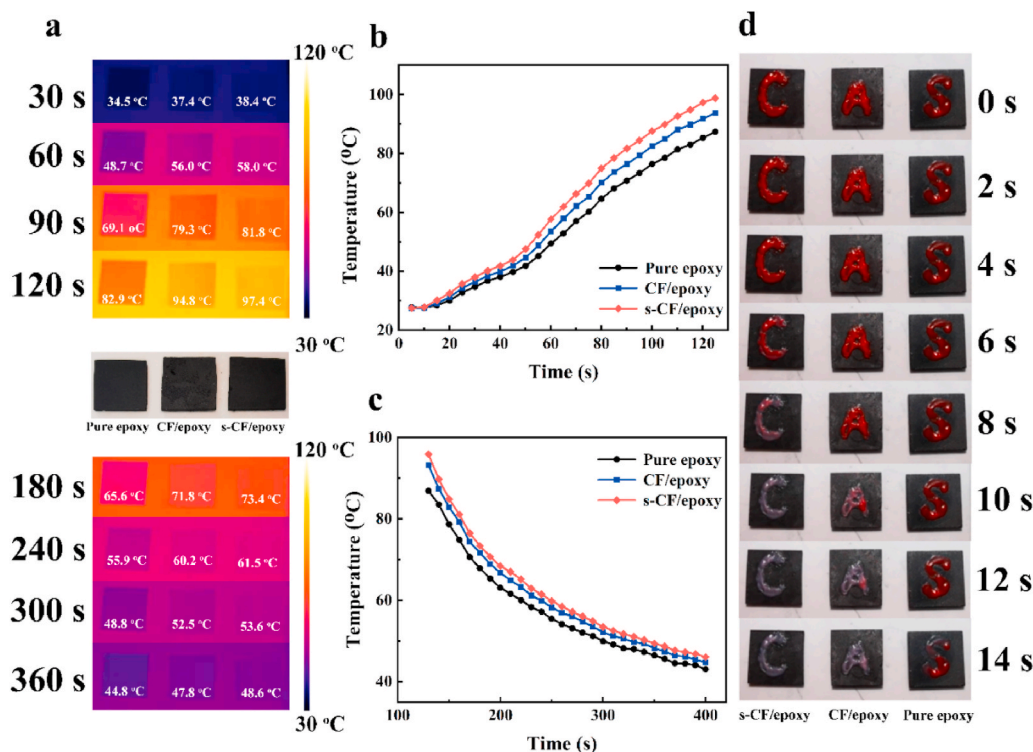 a
120 °C
30 s
34.5 °C 37.4 °C 38.4 °C
60 s
48.7 °C 56.0 °C 58.0 °C
90 s
69.1 oC 79.3 °C 81.8 °C
120 s
82.9 °C 94.8 °C 97.4 °C
30 °C
Pure epoxy CF/epoxy s-CF/epoxy
120 °C
180 s
65.6 °C 71.8 °C 73.4 °C
240 s
55.9 °C 60.2 °C 61.5 °C
300 s
48.8 °C 52.5 °C 53.6 °C
360 s
44.8 °C 47.8 °C 48.6 °C
30 °C
b
Temperature (⁰C)
100
80
60
40
20
Pure epoxy
CF/epoxy
s-CF/epoxy
0 20 40 60 80 100 120
Time (s)
c
Temperature (⁰C)
100
80
60
40
Pure epoxy
CF/epoxy
s-CF/epoxy
100 200 300 400
Time (s)
d
C A S 0 s
C A S 2 s
C A S 4 s
C A S 6 s
C A S 8 s
C A S 10 s
C A S 12 s
C A S 14 s
s-CF/epoxy CF/epoxy Pure epoxy